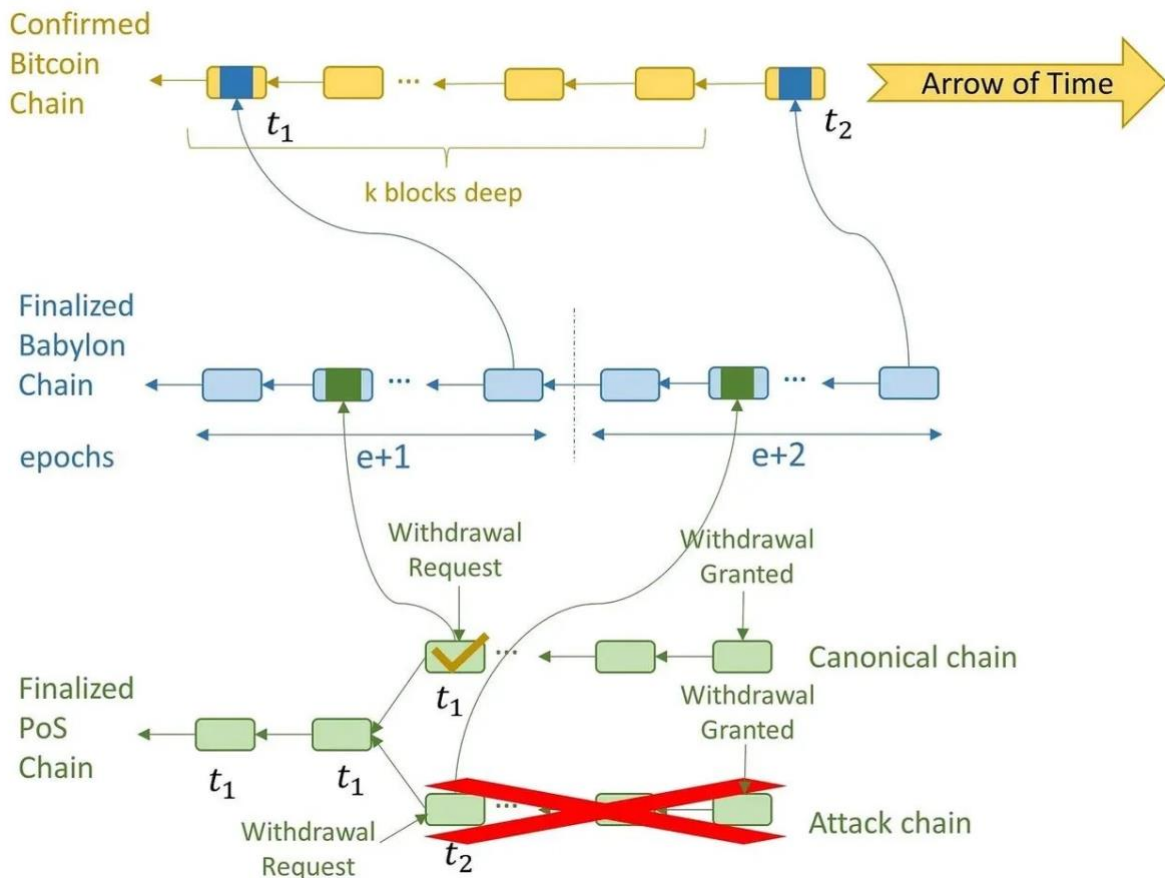 Confirmed
Bitcoin
Chain
...
Arrow of Time
t₁
t₂
k blocks deep
Finalized
Babylon
Chain
...
...
epochs
e+1
e+2
Withdrawal
Request
Withdrawal
Granted
...
Canonical chain
t₁
Finalized
PoS
Chain
Withdrawal
Granted
t₁
t₁
...
Attack chain
Withdrawal
Request
t₂